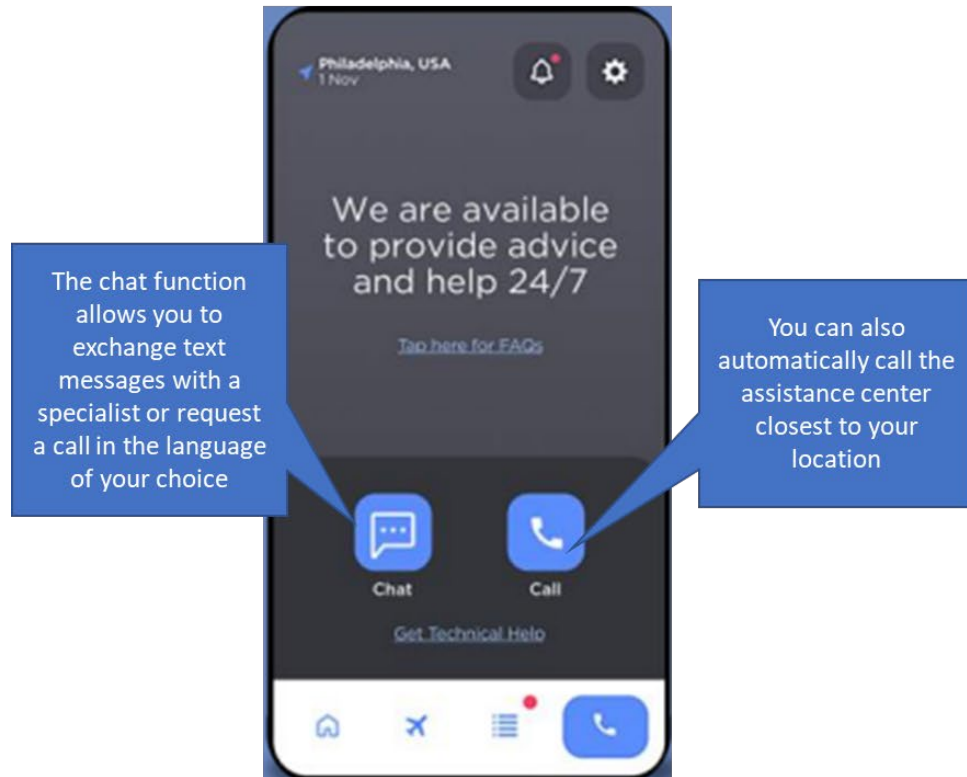 Philadelphia, USA
1 Nov
We are available
to provide advice
and help 24/7
Tap here for FAQs
The chat function
allows you to
exchange text
messages with a
specialist or request
a call in the language
of your choice
You can also
automatically call the
assistance center
closest to your
location
Chat
Call
Get Technical Help